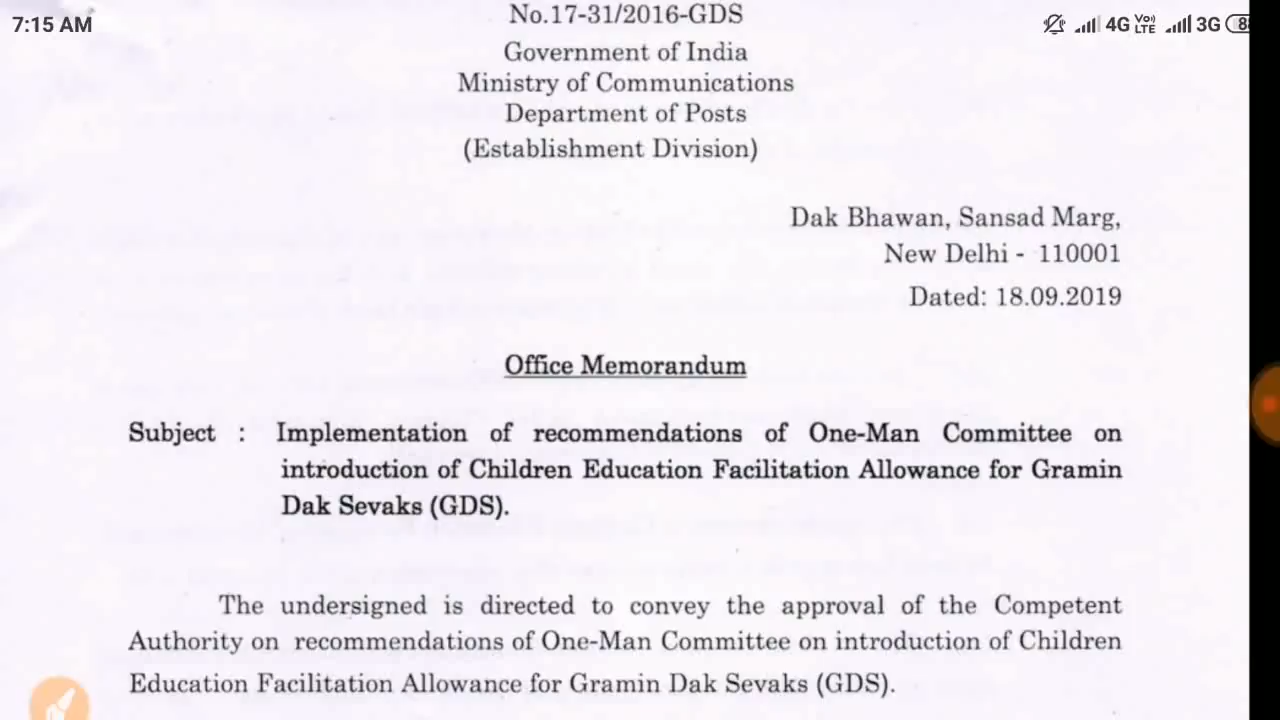 7:15 AM
4G VoLTE 3G
No.17-31/2016-GDS
Government of India
Ministry of Communications
Department of Posts
(Establishment Division)
Dak Bhawan, Sansad Marg,
New Delhi - 110001
Dated: 18.09.2019
Office Memorandum
Subject : Implementation of recommendations of One-Man Committee on
introduction of Children Education Facilitation Allowance for Gramin
Dak Sevaks (GDS).
The undersigned is directed to convey the approval of the Competent
Authority on recommendations of One-Man Committee on introduction of Children
Education Facilitation Allowance for Gramin Dak Sevaks (GDS).